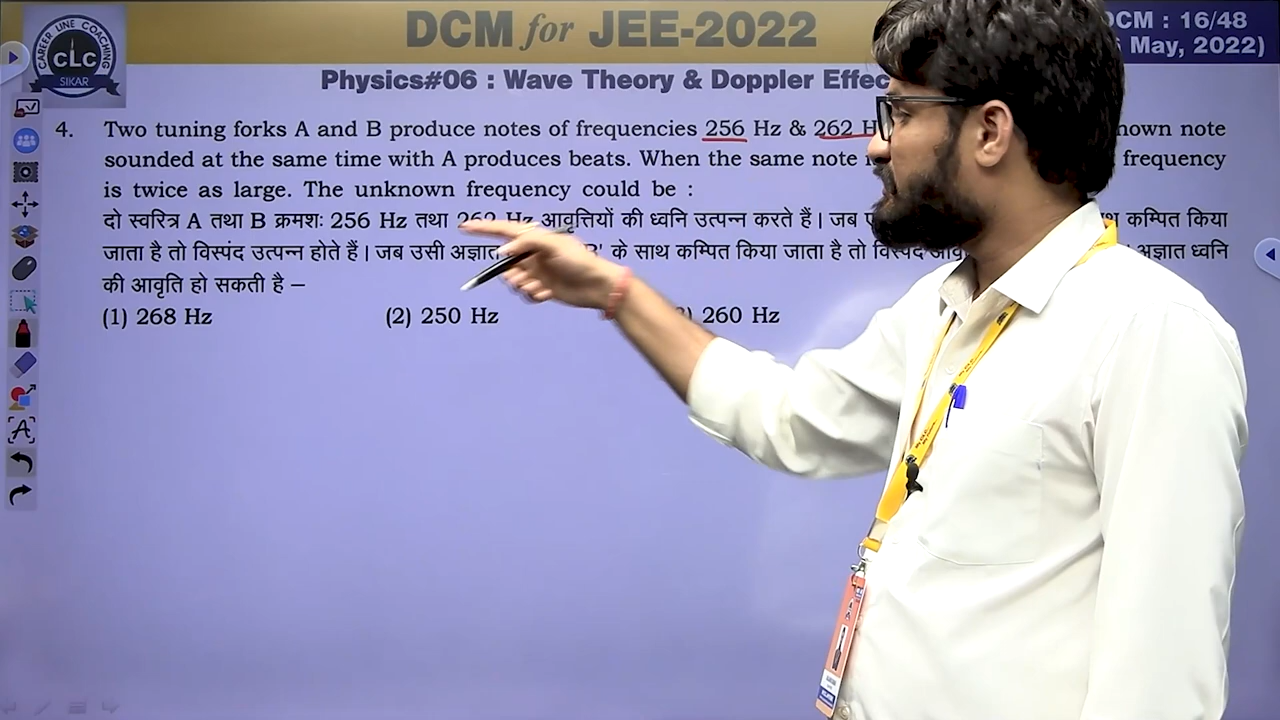 CAREER LINE COACHING
CLC
SIKAR
DCM for JEE-2022
DCM : 16/48
May, 2022)
Physics#06 : Wave Theory & Doppler Effec
4. Two tuning forks A and B produce notes of frequencies 256 Hz & 262 H nown note
sounded at the same time with A produces beats. When the same note frequency
is twice as large. The unknown frequency could be :
दो स्वरित्र A तथा B क्रमशः 256 Hz तथा 262 Hz आवृत्तियों की ध्वनि उत्पन्न करते हैं। जब कम्पित किया
जाता है तो विस्पंद उत्पन्न होते हैं। जब उसी अज्ञात के साथ कम्पित किया जाता है तो विस्पंद अज्ञात ध्वनि
की आवृति हो सकती है –
(1) 268 Hz (2) 250 Hz 260 Hz